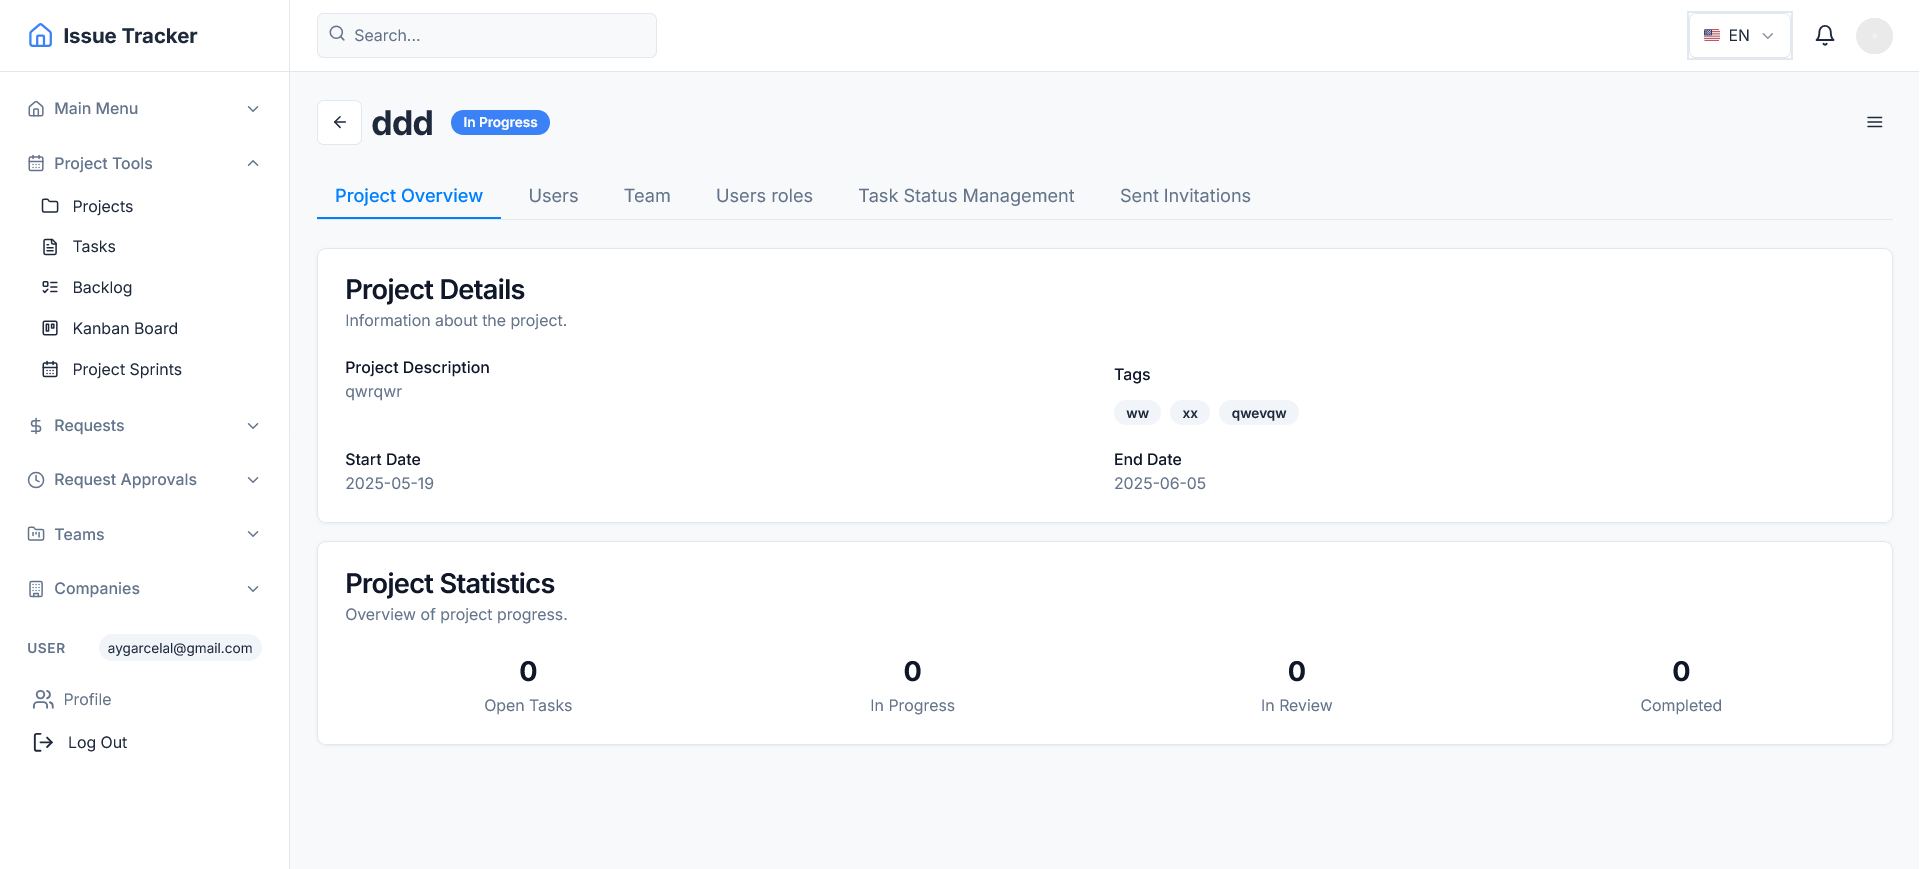 Issue Tracker
Search...
EN
Main Menu
Project Tools
Projects
Tasks
Backlog
Kanban Board
Project Sprints
Requests
Request Approvals
Teams
Companies
USER aygarcelal@gmail.com
Profile
Log Out
ddd In Progress
Project Overview Users Team Users roles Task Status Management Sent Invitations
Project Details
Information about the project.
Project Description
qwrqwr
Tags
ww xx qwevqw
Start Date
2025-05-19
End Date
2025-06-05
Project Statistics
Overview of project progress.
0
Open Tasks
0
In Progress
0
In Review
0
Completed